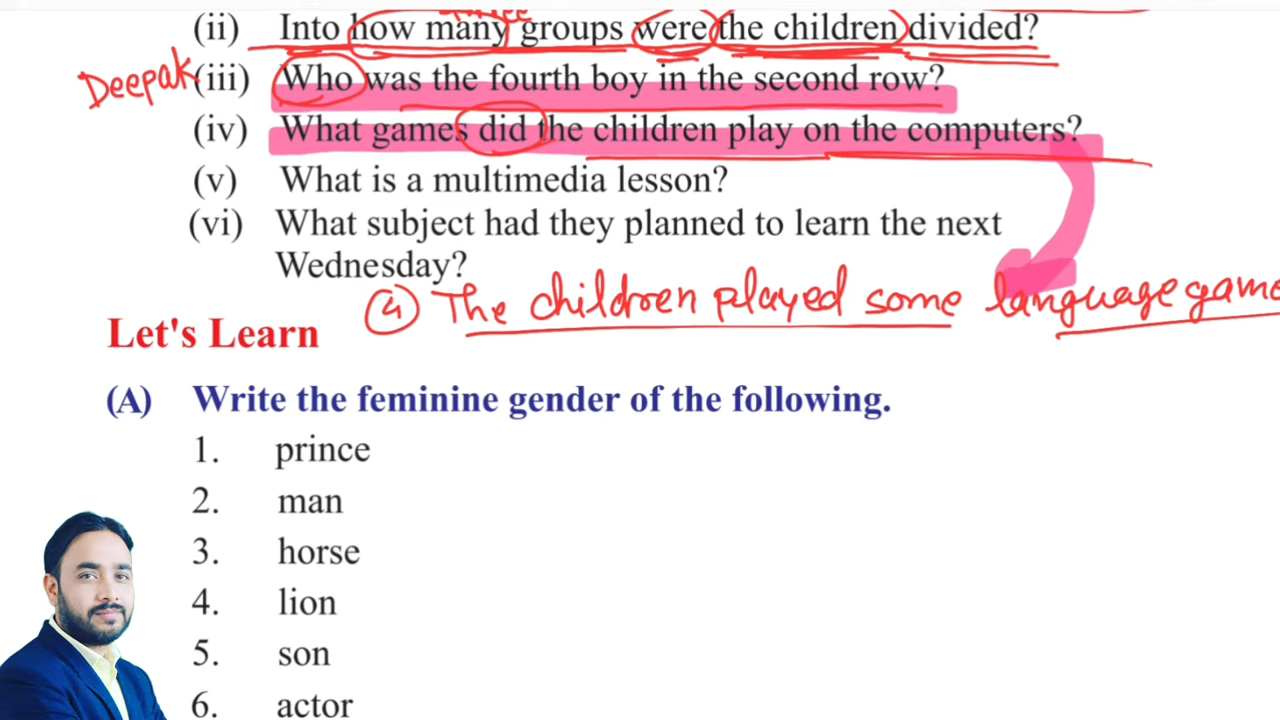 (ii) Into how many groups were the children divided?
Deepak (iii) Who was the fourth boy in the second row?
(iv) What games did the children play on the computers?
(v) What is a multimedia lesson?
(vi) What subject had they planned to learn the next
Wednesday?
④ The children played some language game
Let's Learn
(A) Write the feminine gender of the following.
1. prince
2. man
3. horse
4. lion
5. son
6. actor